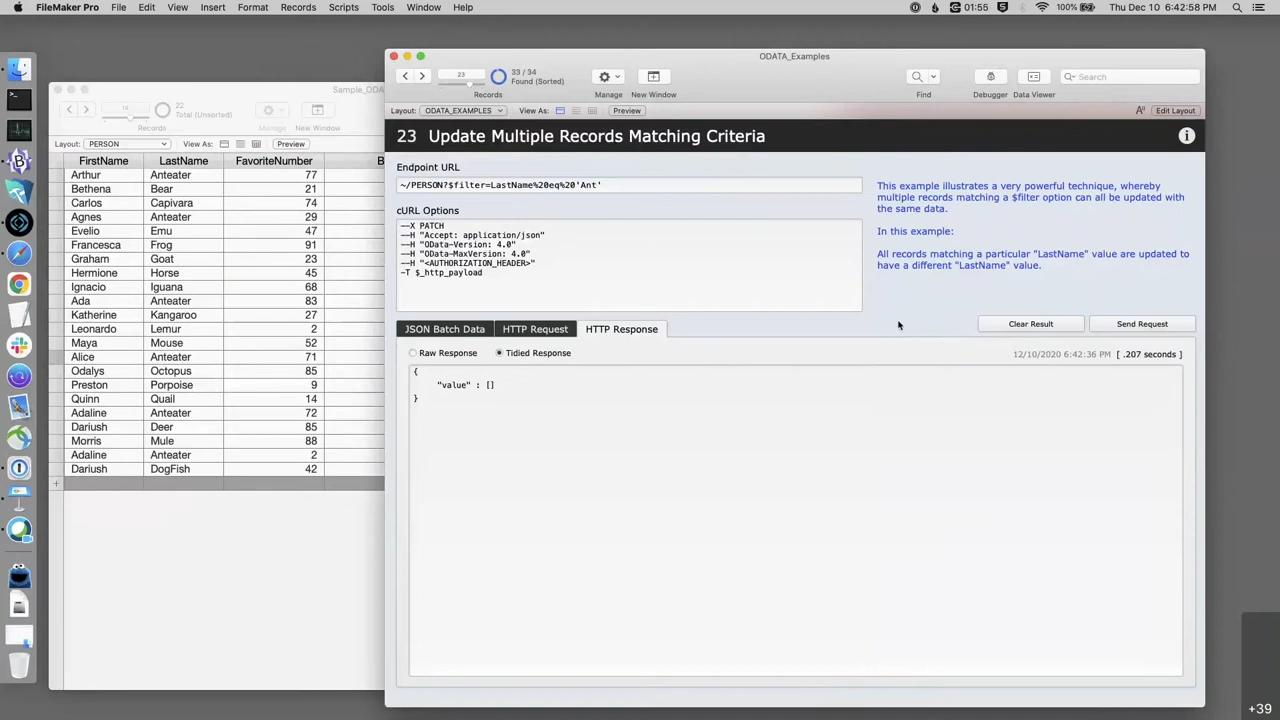 FileMaker Pro File Edit View Insert Format Records Scripts Tools Window Help 01:55 100% Thu Dec 10 6:42:58 PM
Sample_ODA
18 22 Total (Unsorted)
Records Manage New Window
Layout: PERSON View As: Preview
FirstName LastName FavoriteNumber B
Arthur Anteater 77
Bethena Bear 21
Carlos Capivara 74
Agnes Anteater 29
Evelio Emu 47
Francesca Frog 91
Graham Goat 23
Hermione Horse 45
Ignacio Iguana 68
Ada Anteater 83
Katherine Kangaroo 27
Leonardo Lemur 2
Maya Mouse 52
Alice Anteater 71
Odalys Octopus 85
Preston Porpoise 9
Quinn Quail 14
Adaline Anteater 72
Dariush Deer 85
Morris Mule 88
Adaline Anteater 2
Dariush DogFish 42
ODATA_Examples
23 33 / 34
Found (Sorted)
Search
Records Manage New Window Find Debugger Data Viewer
Layout: ODATA_EXAMPLES View As: Preview Edit Layout
23 Update Multiple Records Matching Criteria
Endpoint URL
~/PERSON?$filter=LastName%20eq%20'Ant'
cURL Options
--X PATCH
--H "Accept: application/json"
--H "OData-Version: 4.0"
--H "OData-MaxVersion: 4.0"
--H "<AUTHORIZATION_HEADER>"
-T $_http_payload
This example illustrates a very powerful technique, whereby
multiple records matching a $filter option can all be updated with
the same data.
In this example:
All records matching a particular "LastName" value are updated to
have a different "LastName" value.
Clear Result Send Request
JSON Batch Data HTTP Request HTTP Response
Raw Response Tidied Response 12/10/2020 6:42:36 PM [ .207 seconds ]
{
"value" : []
}
+39